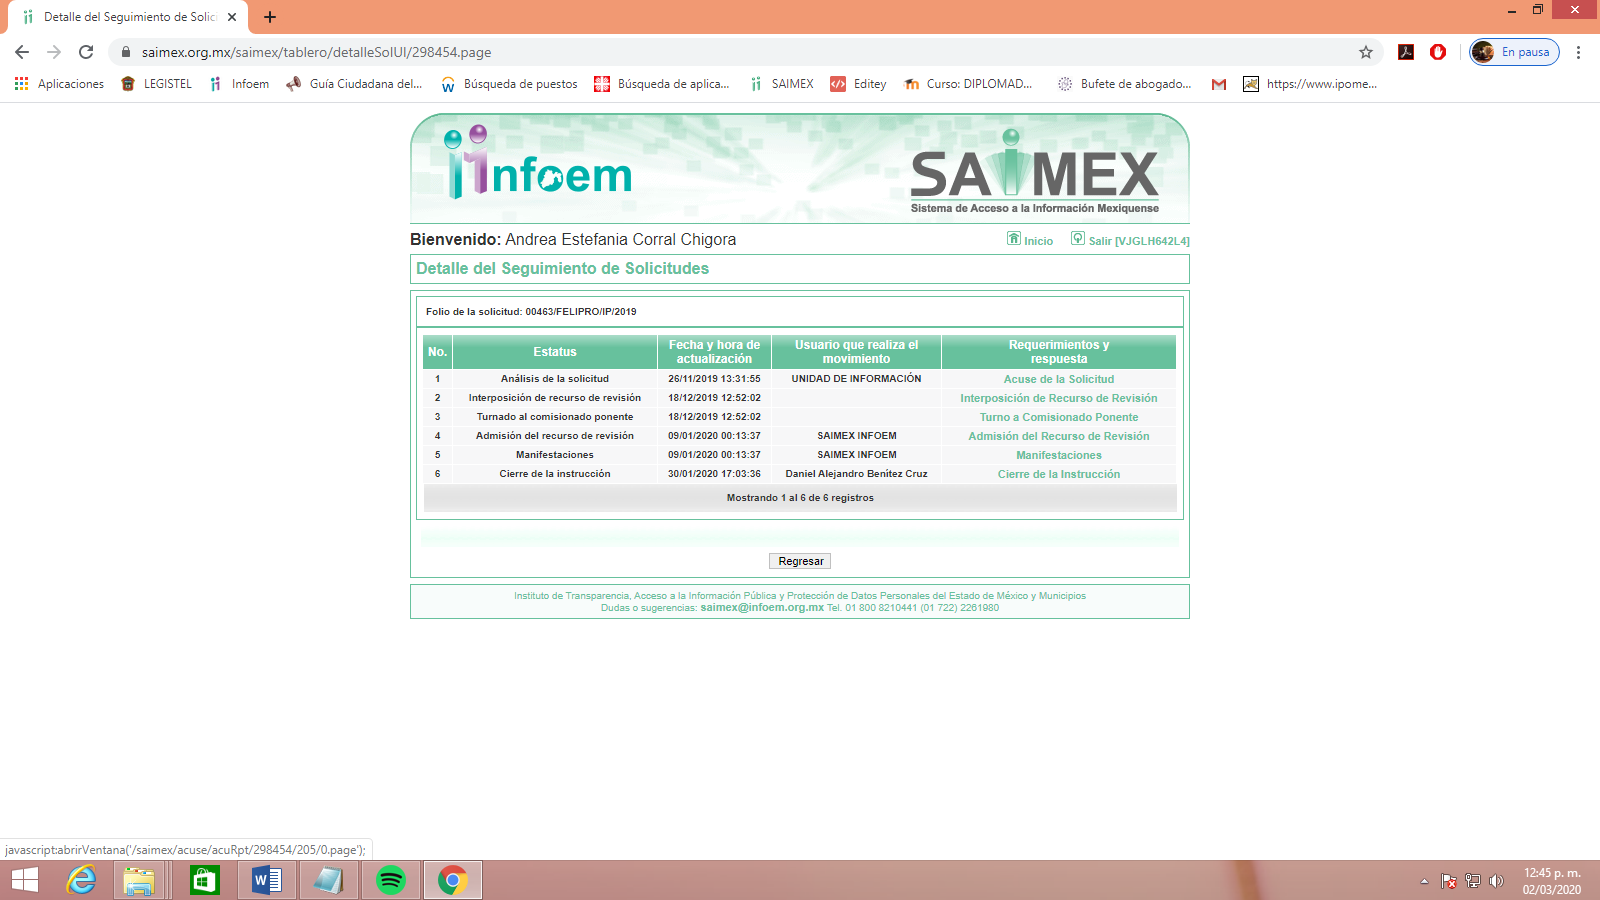 Detalle del Seguimiento de Solici
saimex.org.mx/saimex/tablero/detalleSolUI/298454.page
En pausa
Aplicaciones LEGISTEL Infoem Guía Ciudadana del... Búsqueda de puestos Búsqueda de aplica... SAIMEX Editey Curso: DIPLOMAD... Bufete de abogado... https://www.ipome...
infoem
SAIMEX
Sistema de Acceso a la Información Mexiquense
Bienvenido: Andrea Estefania Corral Chigora Inicio Salir [VJGLH642L4]
Detalle del Seguimiento de Solicitudes
Folio de la solicitud: 00463/FELIPRO/IP/2019
No. Estatus Fecha y hora de actualización Usuario que realiza el movimiento Requerimientos y respuesta
1 Análisis de la solicitud 26/11/2019 13:31:55 UNIDAD DE INFORMACIÓN Acuse de la Solicitud
2 Interposición de recurso de revisión 18/12/2019 12:52:02 Interposición de Recurso de Revisión
3 Turnado al comisionado ponente 18/12/2019 12:52:02 Turno a Comisionado Ponente
4 Admisión del recurso de revisión 09/01/2020 00:13:37 SAIMEX INFOEM Admisión del Recurso de Revisión
5 Manifestaciones 09/01/2020 00:13:37 SAIMEX INFOEM Manifestaciones
6 Cierre de la instrucción 30/01/2020 17:03:36 Daniel Alejandro Benítez Cruz Cierre de la Instrucción
Mostrando 1 al 6 de 6 registros
Regresar
Instituto de Transparencia, Acceso a la Información Pública y Protección de Datos Personales del Estado de México y Municipios
Dudas o sugerencias: saimex@infoem.org.mx Tel. 01 800 8210441 (01 722) 2261980
javascript:abrirVentana('/saimex/acuse/acuRpt/298454/205/0.page');
12:45 p. m.
02/03/2020